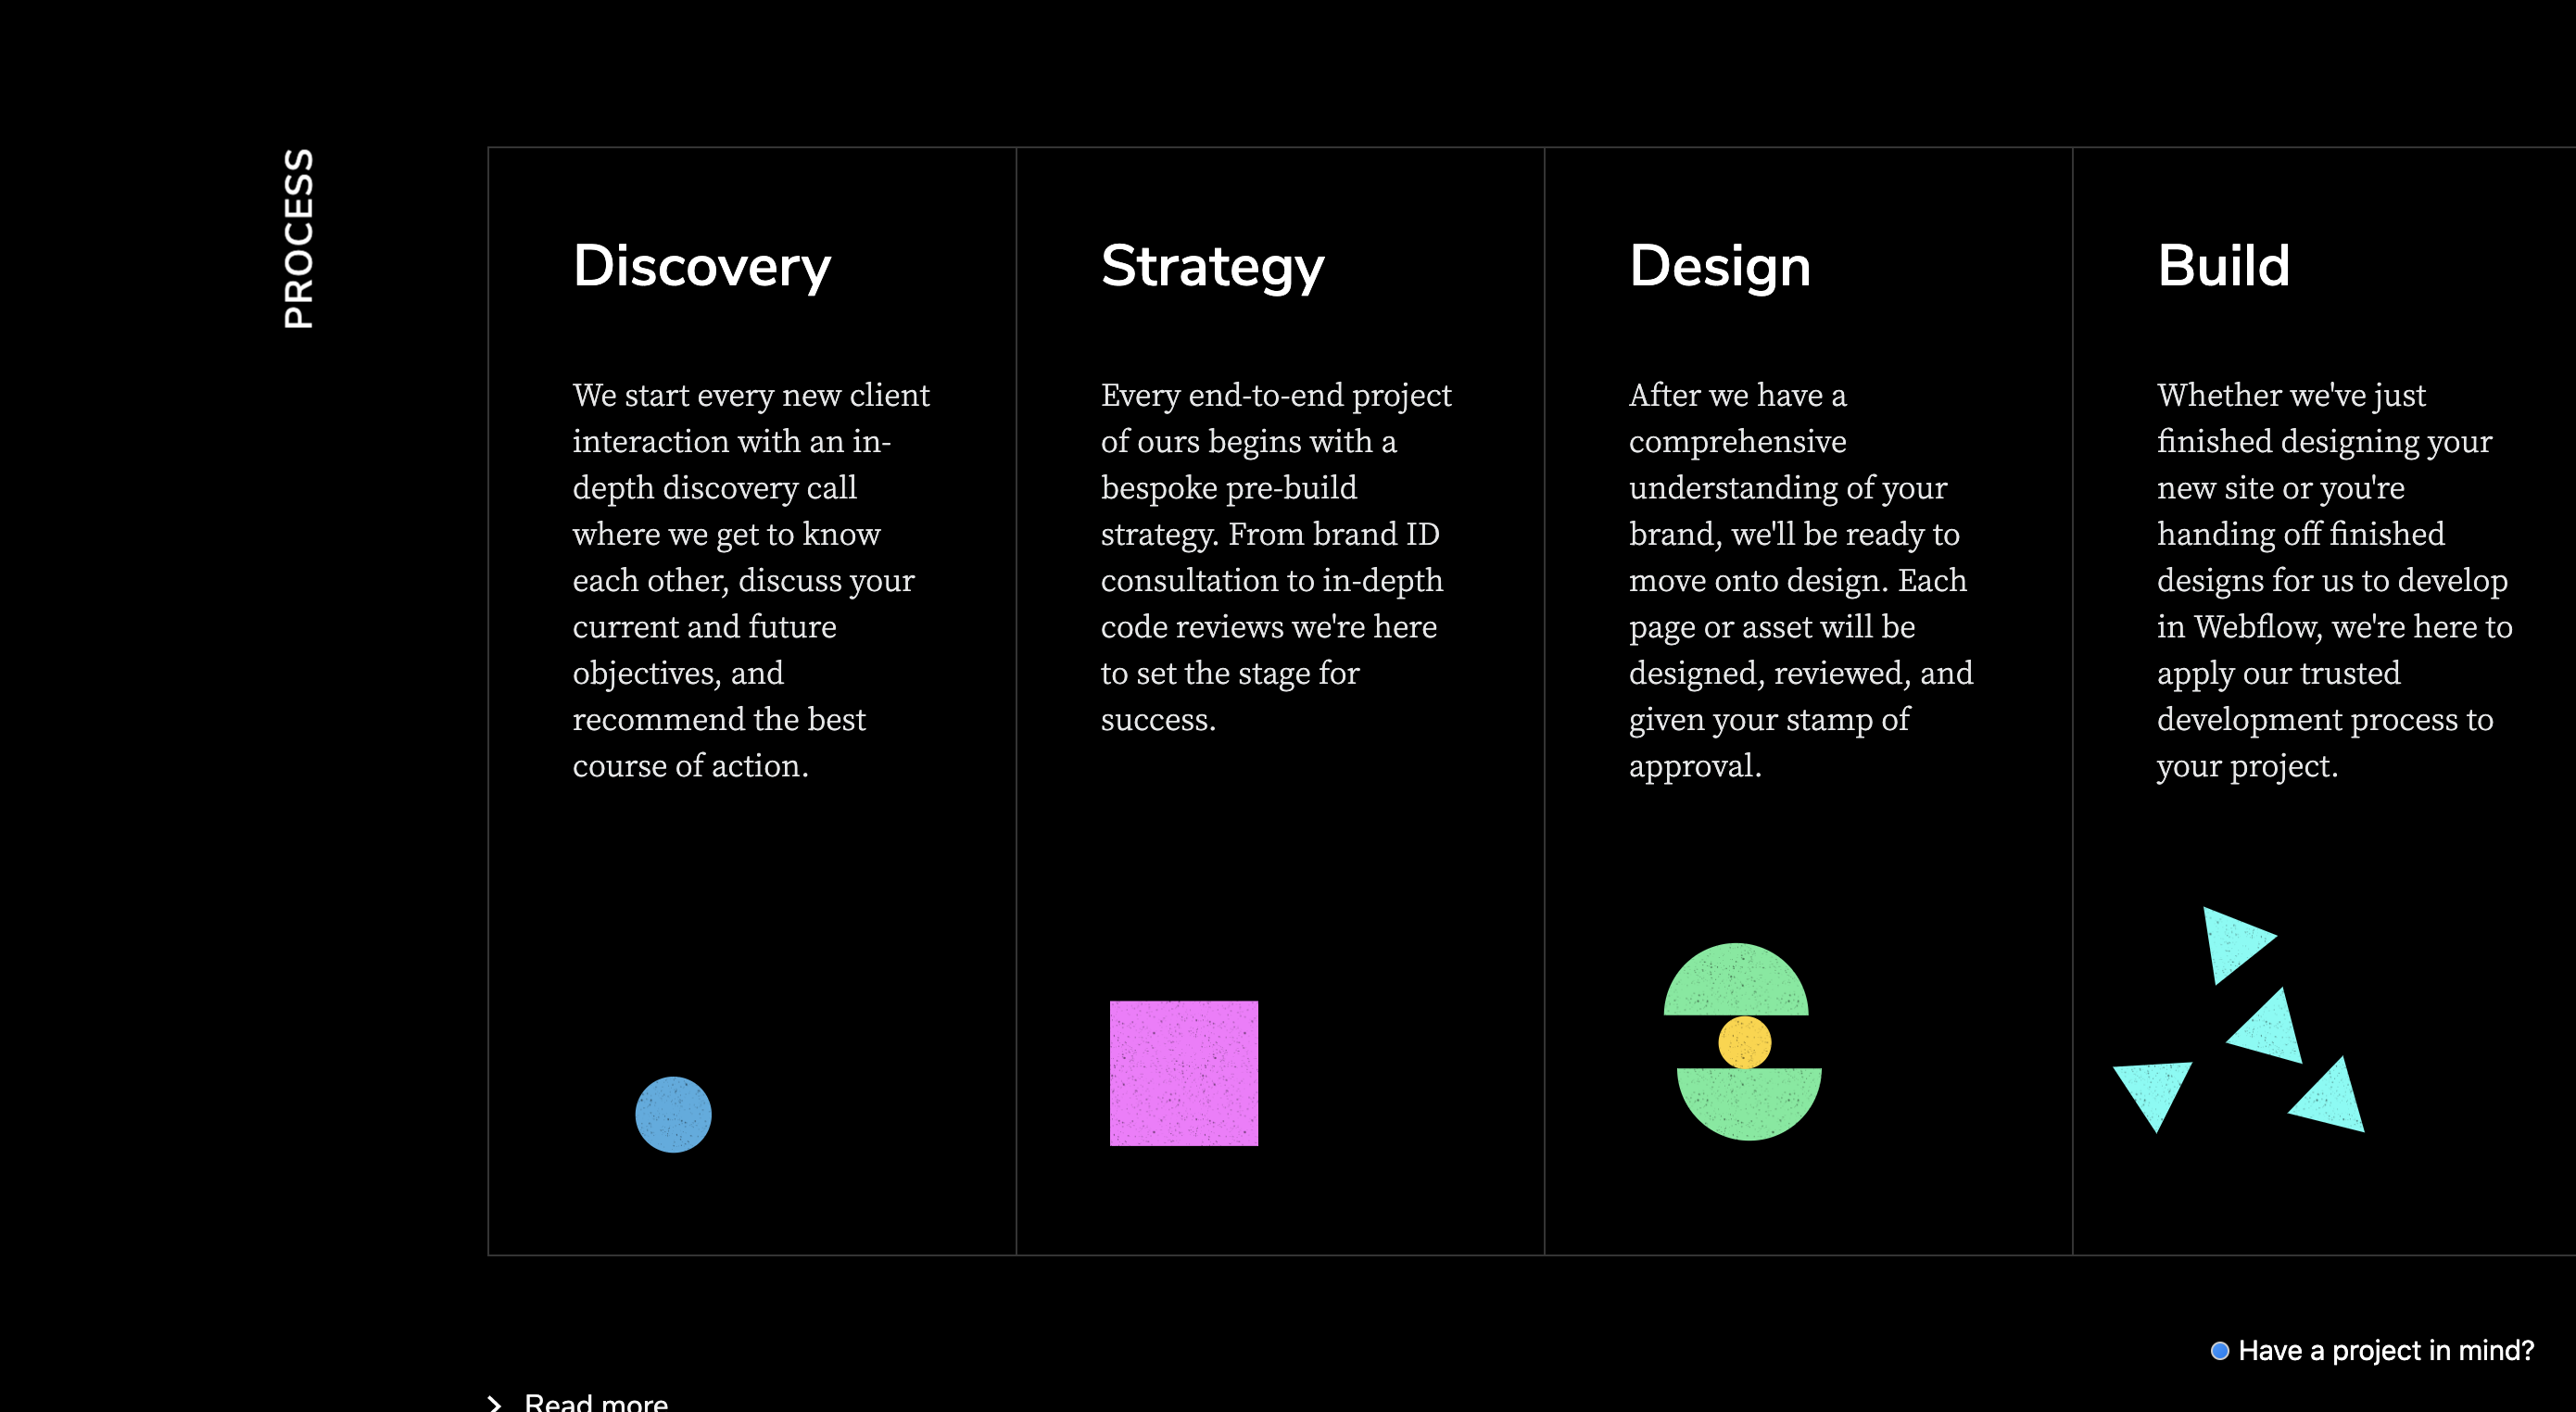 PROCESS
Discovery
We start every new client
interaction with an in-
depth discovery call
where we get to know
each other, discuss your
current and future
objectives, and
recommend the best
course of action.
Strategy
Every end-to-end project
of ours begins with a
bespoke pre-build
strategy. From brand ID
consultation to in-depth
code reviews we're here
to set the stage for
success.
Design
After we have a
comprehensive
understanding of your
brand, we'll be ready to
move onto design. Each
page or asset will be
designed, reviewed, and
given your stamp of
approval.
Build
Whether we've just
finished designing your
new site or you're
handing off finished
designs for us to develop
in Webflow, we're here to
apply our trusted
development process to
your project.
Have a project in mind?
Read more